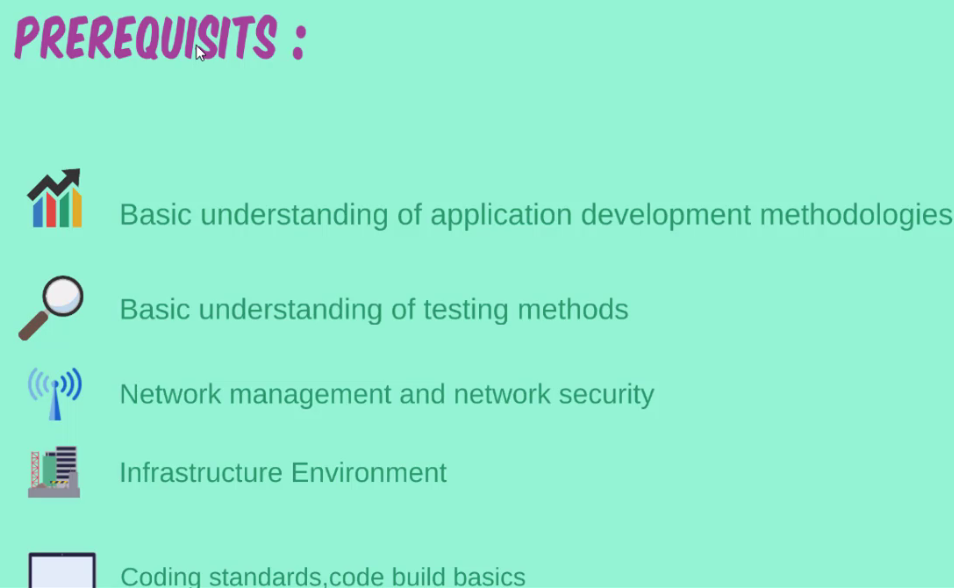 PREREQUISITS :
Basic understanding of application development methodologies
Basic understanding of testing methods
Network management and network security
Infrastructure Environment
Coding standards,code build basics